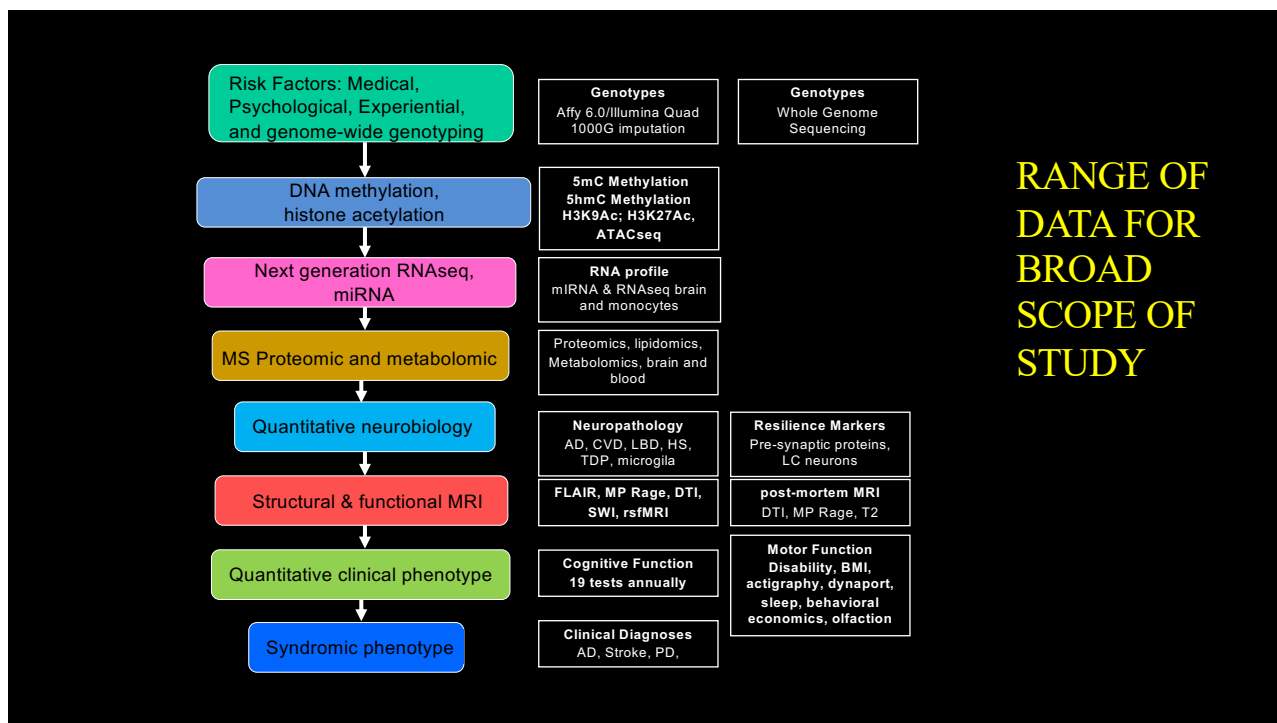 Risk Factors: Medical,
Psychological, Experiential,
and genome-wide genotyping
Genotypes
Affy 6.0/Illumina Quad
1000G imputation
Genotypes
Whole Genome
Sequencing
RANGE OF
DATA FOR
BROAD
SCOPE OF
STUDY
DNA methylation,
histone acetylation
5mC Methylation
5hmC Methylation
H3K9Ac; H3K27Ac,
ATACseq
Next generation RNAseq,
miRNA
RNA profile
mIRNA & RNAseq brain
and monocytes
MS Proteomic and metabolomic
Proteomics, lipidomics,
Metabolomics, brain and
blood
Quantitative neurobiology
Neuropathology
AD, CVD, LBD, HS,
TDP, microgila
Resilience Markers
Pre-synaptic proteins,
LC neurons
Structural & functional MRI
FLAIR, MP Rage, DTI,
SWI, rsfMRI
post-mortem MRI
DTI, MP Rage, T2
Quantitative clinical phenotype
Cognitive Function
19 tests annually
Motor Function
Disability, BMI,
actigraphy, dynaport,
sleep, behavioral
economics, olfaction
Syndromic phenotype
Clinical Diagnoses
AD, Stroke, PD,